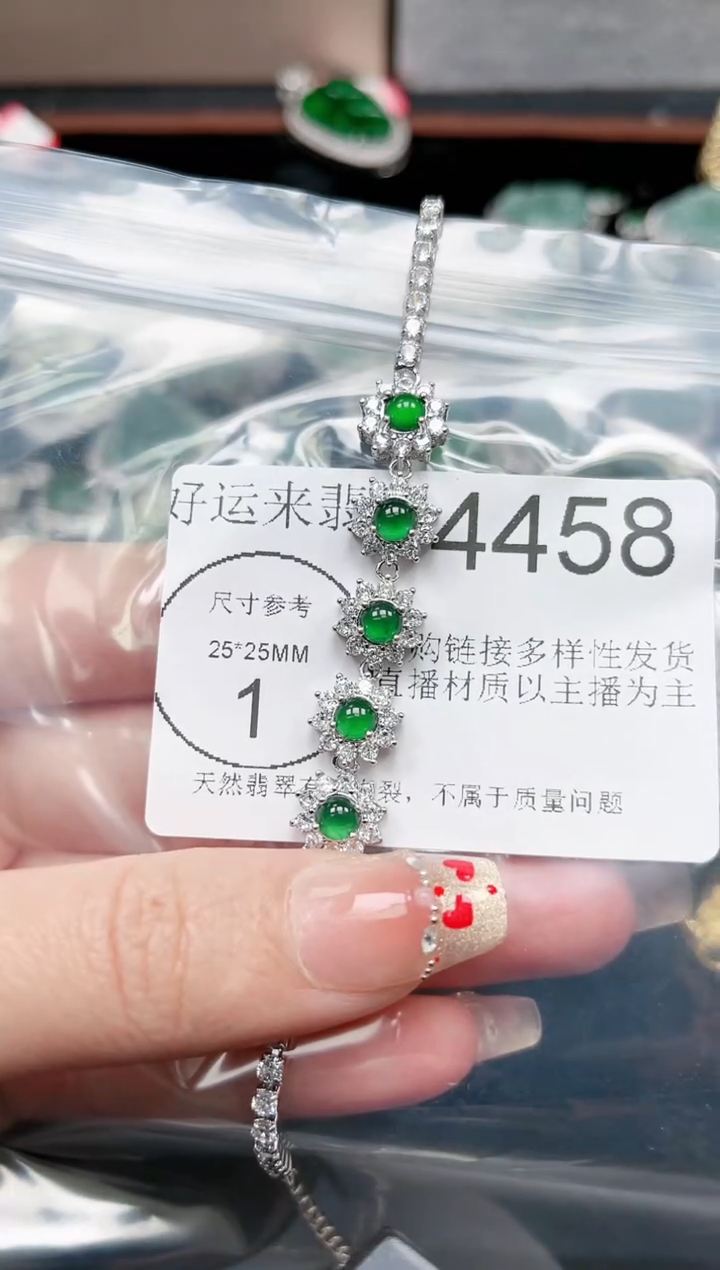 好运来翡 4458
尺寸参考
25*25MM
1
购链接多样性发货
直播材质以主播为主
天然翡翠有 裂，不属于质量问题